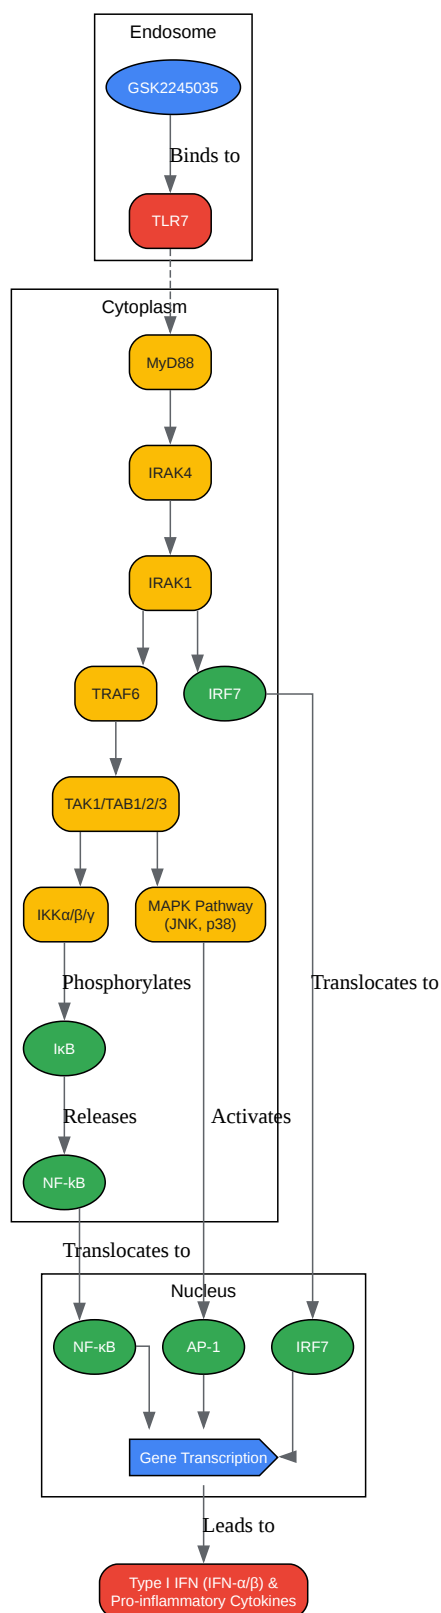 Endosome
GSK2245035
Binds to
TLR7
Cytoplasm
MyD88
IRAK4
IRAK1
TRAF6
IRF7
TAK1/TAB1/2/3
IKKα/β/γ
MAPK Pathway
(JNK, p38)
Phosphorylates
Translocates to
IκB
Releases
Activates
NF-kB
Translocates to
Nucleus
NF-κB
AP-1
IRF7
Gene Transcription
Leads to
Type I IFN (IFN-α/β) &
Pro-inflammatory Cytokines